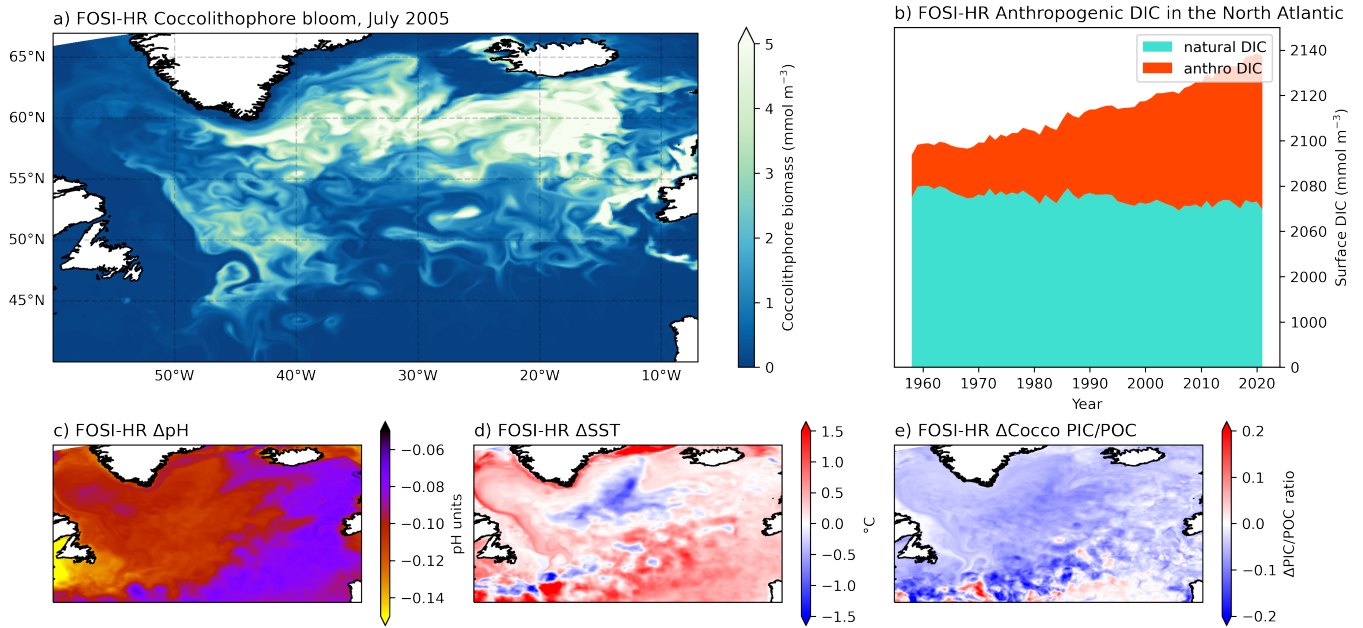 a) FOSI-HR Coccolithophore bloom, July 2005
65°N
60°N
55°N
50°N
45°N
50°W
40°W
30°W
20°W
10°W
5
4
3
2
1
0
Coccolithphore biomass (mmol m⁻³)
b) FOSI-HR Anthropogenic DIC in the North Atlantic
natural DIC
anthro DIC
2140
2120
2100
2080
2060
2000
1000
0
Surface DIC (mmol m⁻³)
1960
1970
1980
1990
2000
2010
2020
Year
c) FOSI-HR ΔpH
−0.06
−0.08
−0.10
−0.12
−0.14
pH units
d) FOSI-HR ΔSST
1.5
1.0
0.5
0.0
−0.5
−1.0
−1.5
°C
e) FOSI-HR ΔCocco PIC/POC
0.2
0.1
0.0
−0.1
−0.2
ΔPIC/POC ratio